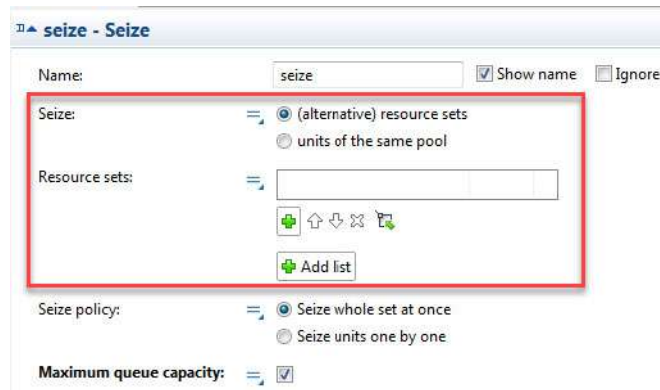 seize - Seize
Name: seize Show name Ignore
Seize: (alternative) resource sets
units of the same pool
Resource sets:
Add list
Seize policy: Seize whole set at once
Seize units one by one
Maximum queue capacity: